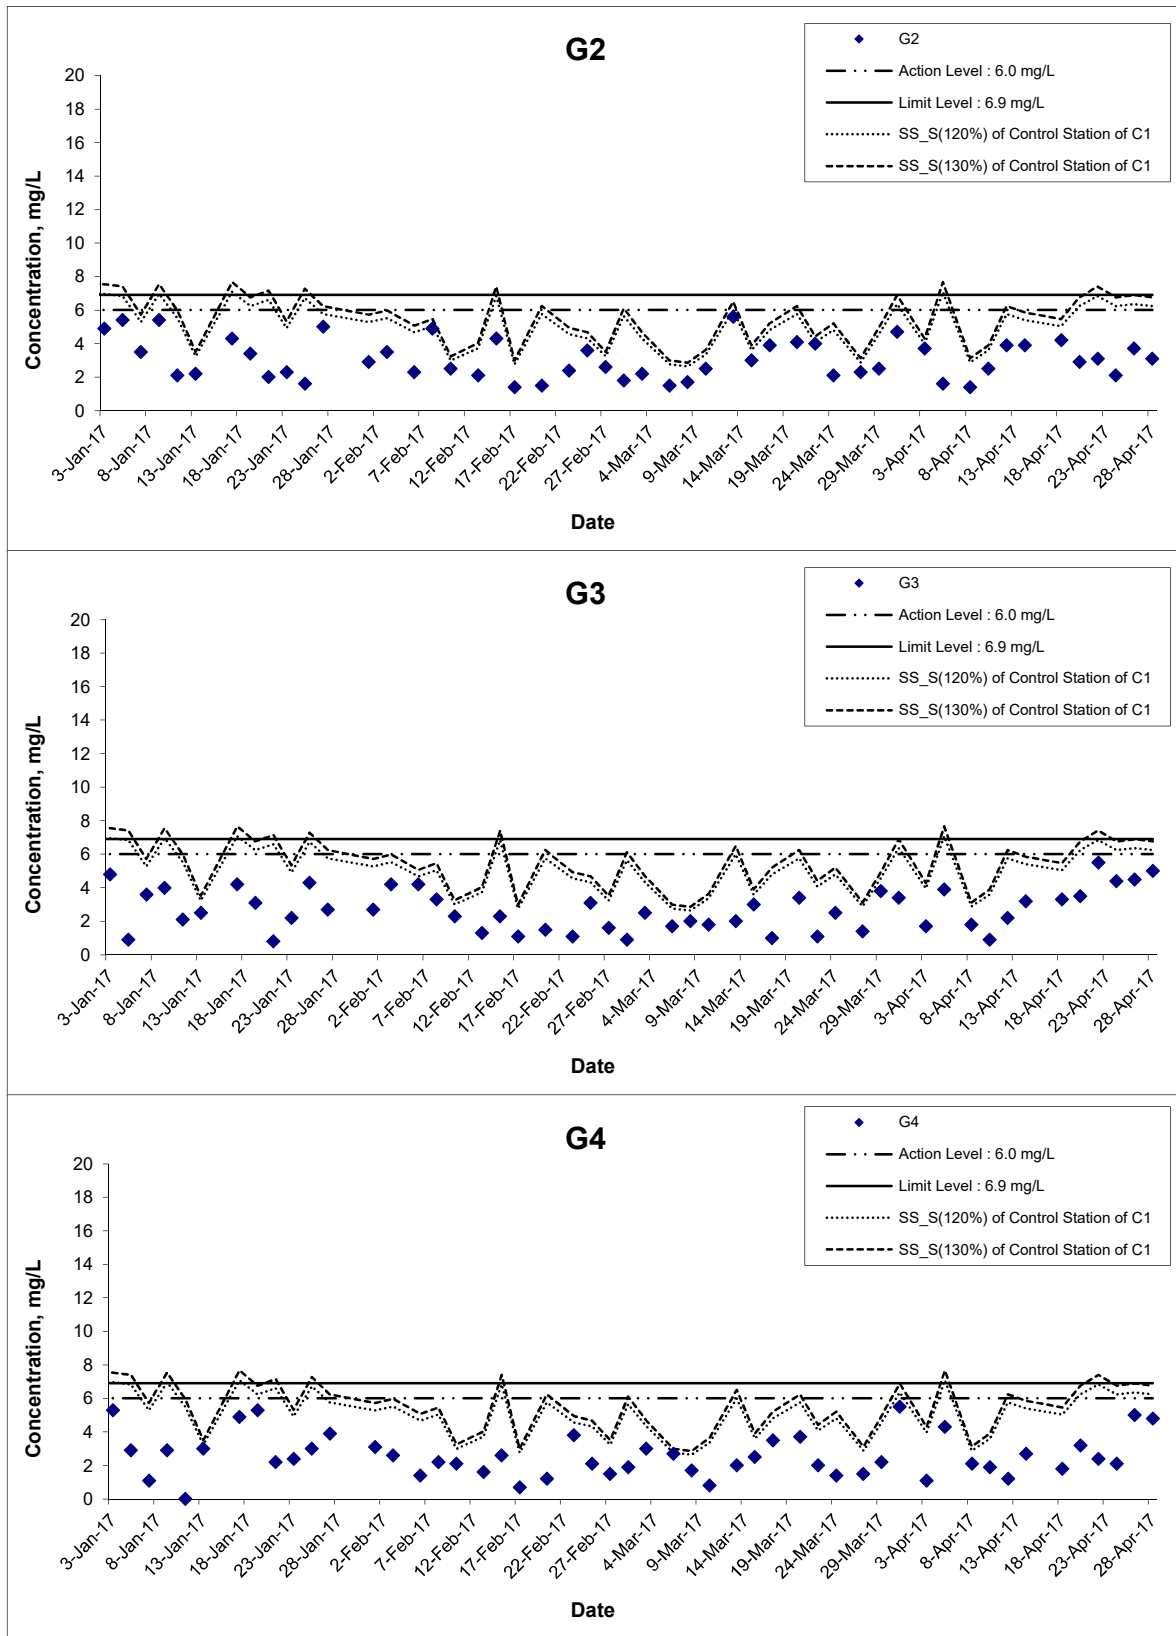 G2
G2
Action Level : 6.0 mg/L
Limit Level : 6.9 mg/L
SS_S(120%) of Control Station of C1
SS_S(130%) of Control Station of C1
Concentration, mg/L
20
18
16
14
12
10
8
6
4
2
0
3-Jan-17
8-Jan-17
13-Jan-17
18-Jan-17
23-Jan-17
28-Jan-17
2-Feb-17
7-Feb-17
12-Feb-17
17-Feb-17
22-Feb-17
27-Feb-17
4-Mar-17
9-Mar-17
14-Mar-17
19-Mar-17
24-Mar-17
29-Mar-17
3-Apr-17
8-Apr-17
13-Apr-17
18-Apr-17
23-Apr-17
28-Apr-17
Date
G3
G3
Action Level : 6.0 mg/L
Limit Level : 6.9 mg/L
SS_S(120%) of Control Station of C1
SS_S(130%) of Control Station of C1
Concentration, mg/L
20
18
16
14
12
10
8
6
4
2
0
3-Jan-17
8-Jan-17
13-Jan-17
18-Jan-17
23-Jan-17
28-Jan-17
2-Feb-17
7-Feb-17
12-Feb-17
17-Feb-17
22-Feb-17
27-Feb-17
4-Mar-17
9-Mar-17
14-Mar-17
19-Mar-17
24-Mar-17
29-Mar-17
3-Apr-17
8-Apr-17
13-Apr-17
18-Apr-17
23-Apr-17
28-Apr-17
Date
G4
G4
Action Level : 6.0 mg/L
Limit Level : 6.9 mg/L
SS_S(120%) of Control Station of C1
SS_S(130%) of Control Station of C1
Concentration, mg/L
20
18
16
14
12
10
8
6
4
2
0
3-Jan-17
8-Jan-17
13-Jan-17
18-Jan-17
23-Jan-17
28-Jan-17
2-Feb-17
7-Feb-17
12-Feb-17
17-Feb-17
22-Feb-17
27-Feb-17
4-Mar-17
9-Mar-17
14-Mar-17
19-Mar-17
24-Mar-17
29-Mar-17
3-Apr-17
8-Apr-17
13-Apr-17
18-Apr-17
23-Apr-17
28-Apr-17
Date